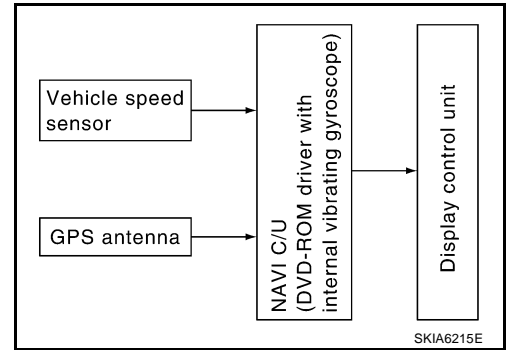 Vehicle speed
sensor
GPS antenna
NAVI C/U
(DVD-ROM driver with
internal vibrating gyroscope)
Display control unit
SKIA6215E